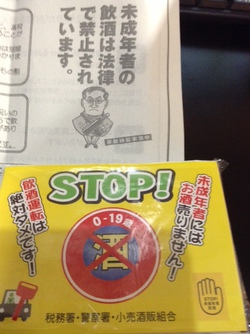 未成年者の
飲酒は法律
で禁止され
ています。
STOP!
未成年者には
お酒売りません!
飲酒運転は
絶対ダメです!
0-19歳
酒
STOP!
税務署・警察署・小売酒販組合